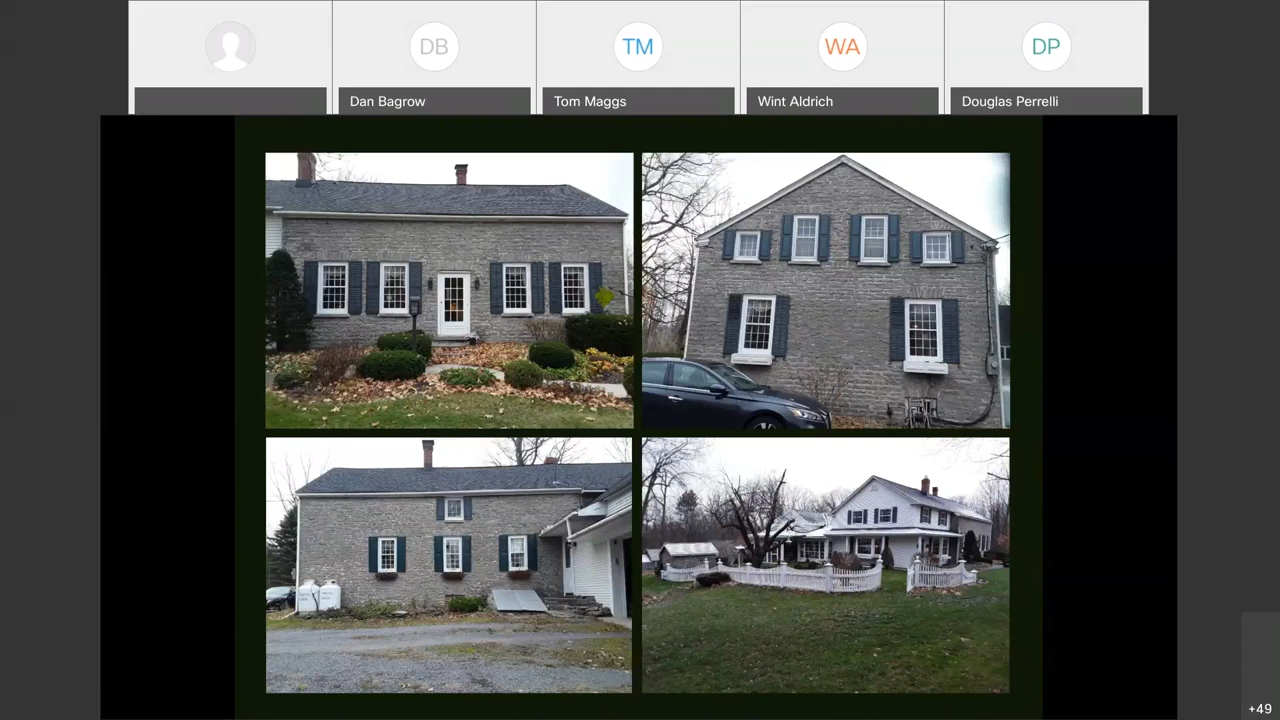 DB
TM
WA
DP
Dan Bagrow
Tom Maggs
Wint Aldrich
Douglas Perrelli
+49